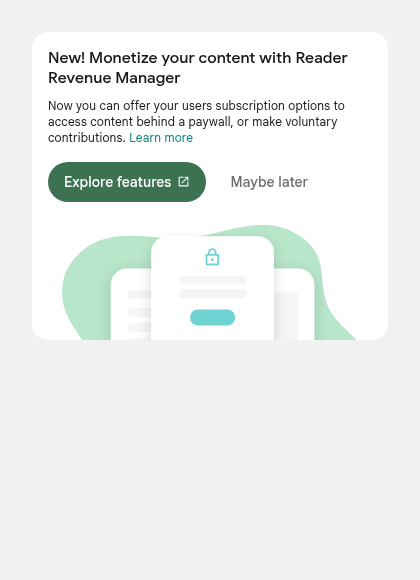 New! Monetize your content with Reader
Revenue Manager
Now you can offer your users subscription options to
access content behind a paywall, or make voluntary
contributions. Learn more
Explore features
Maybe later